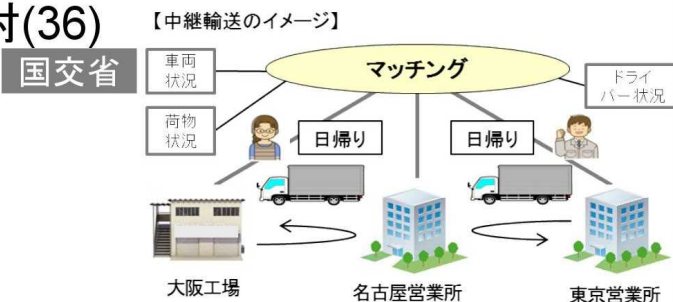 付(36)
国交省
【中継輸送のイメージ】
車両
状況
マッチング
ドライ
バー状況
荷物
状況
日帰り
日帰り
大阪工場
名古屋営業所
東京営業所